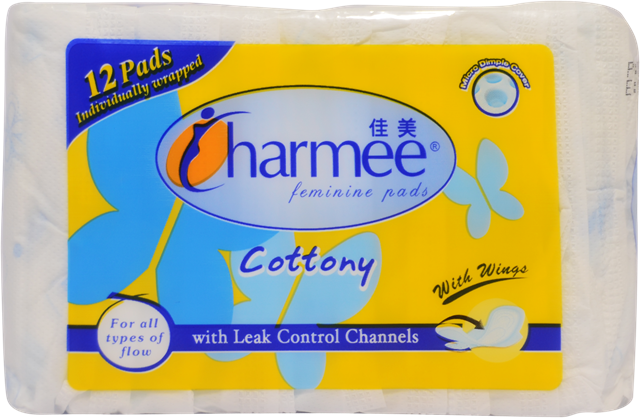 12 Pads
Individually wrapped
Micro Dimple Cover
佳美
Charmee®
feminine pads
Cottony
With Wings
For all
types of
flow
with Leak Control Channels